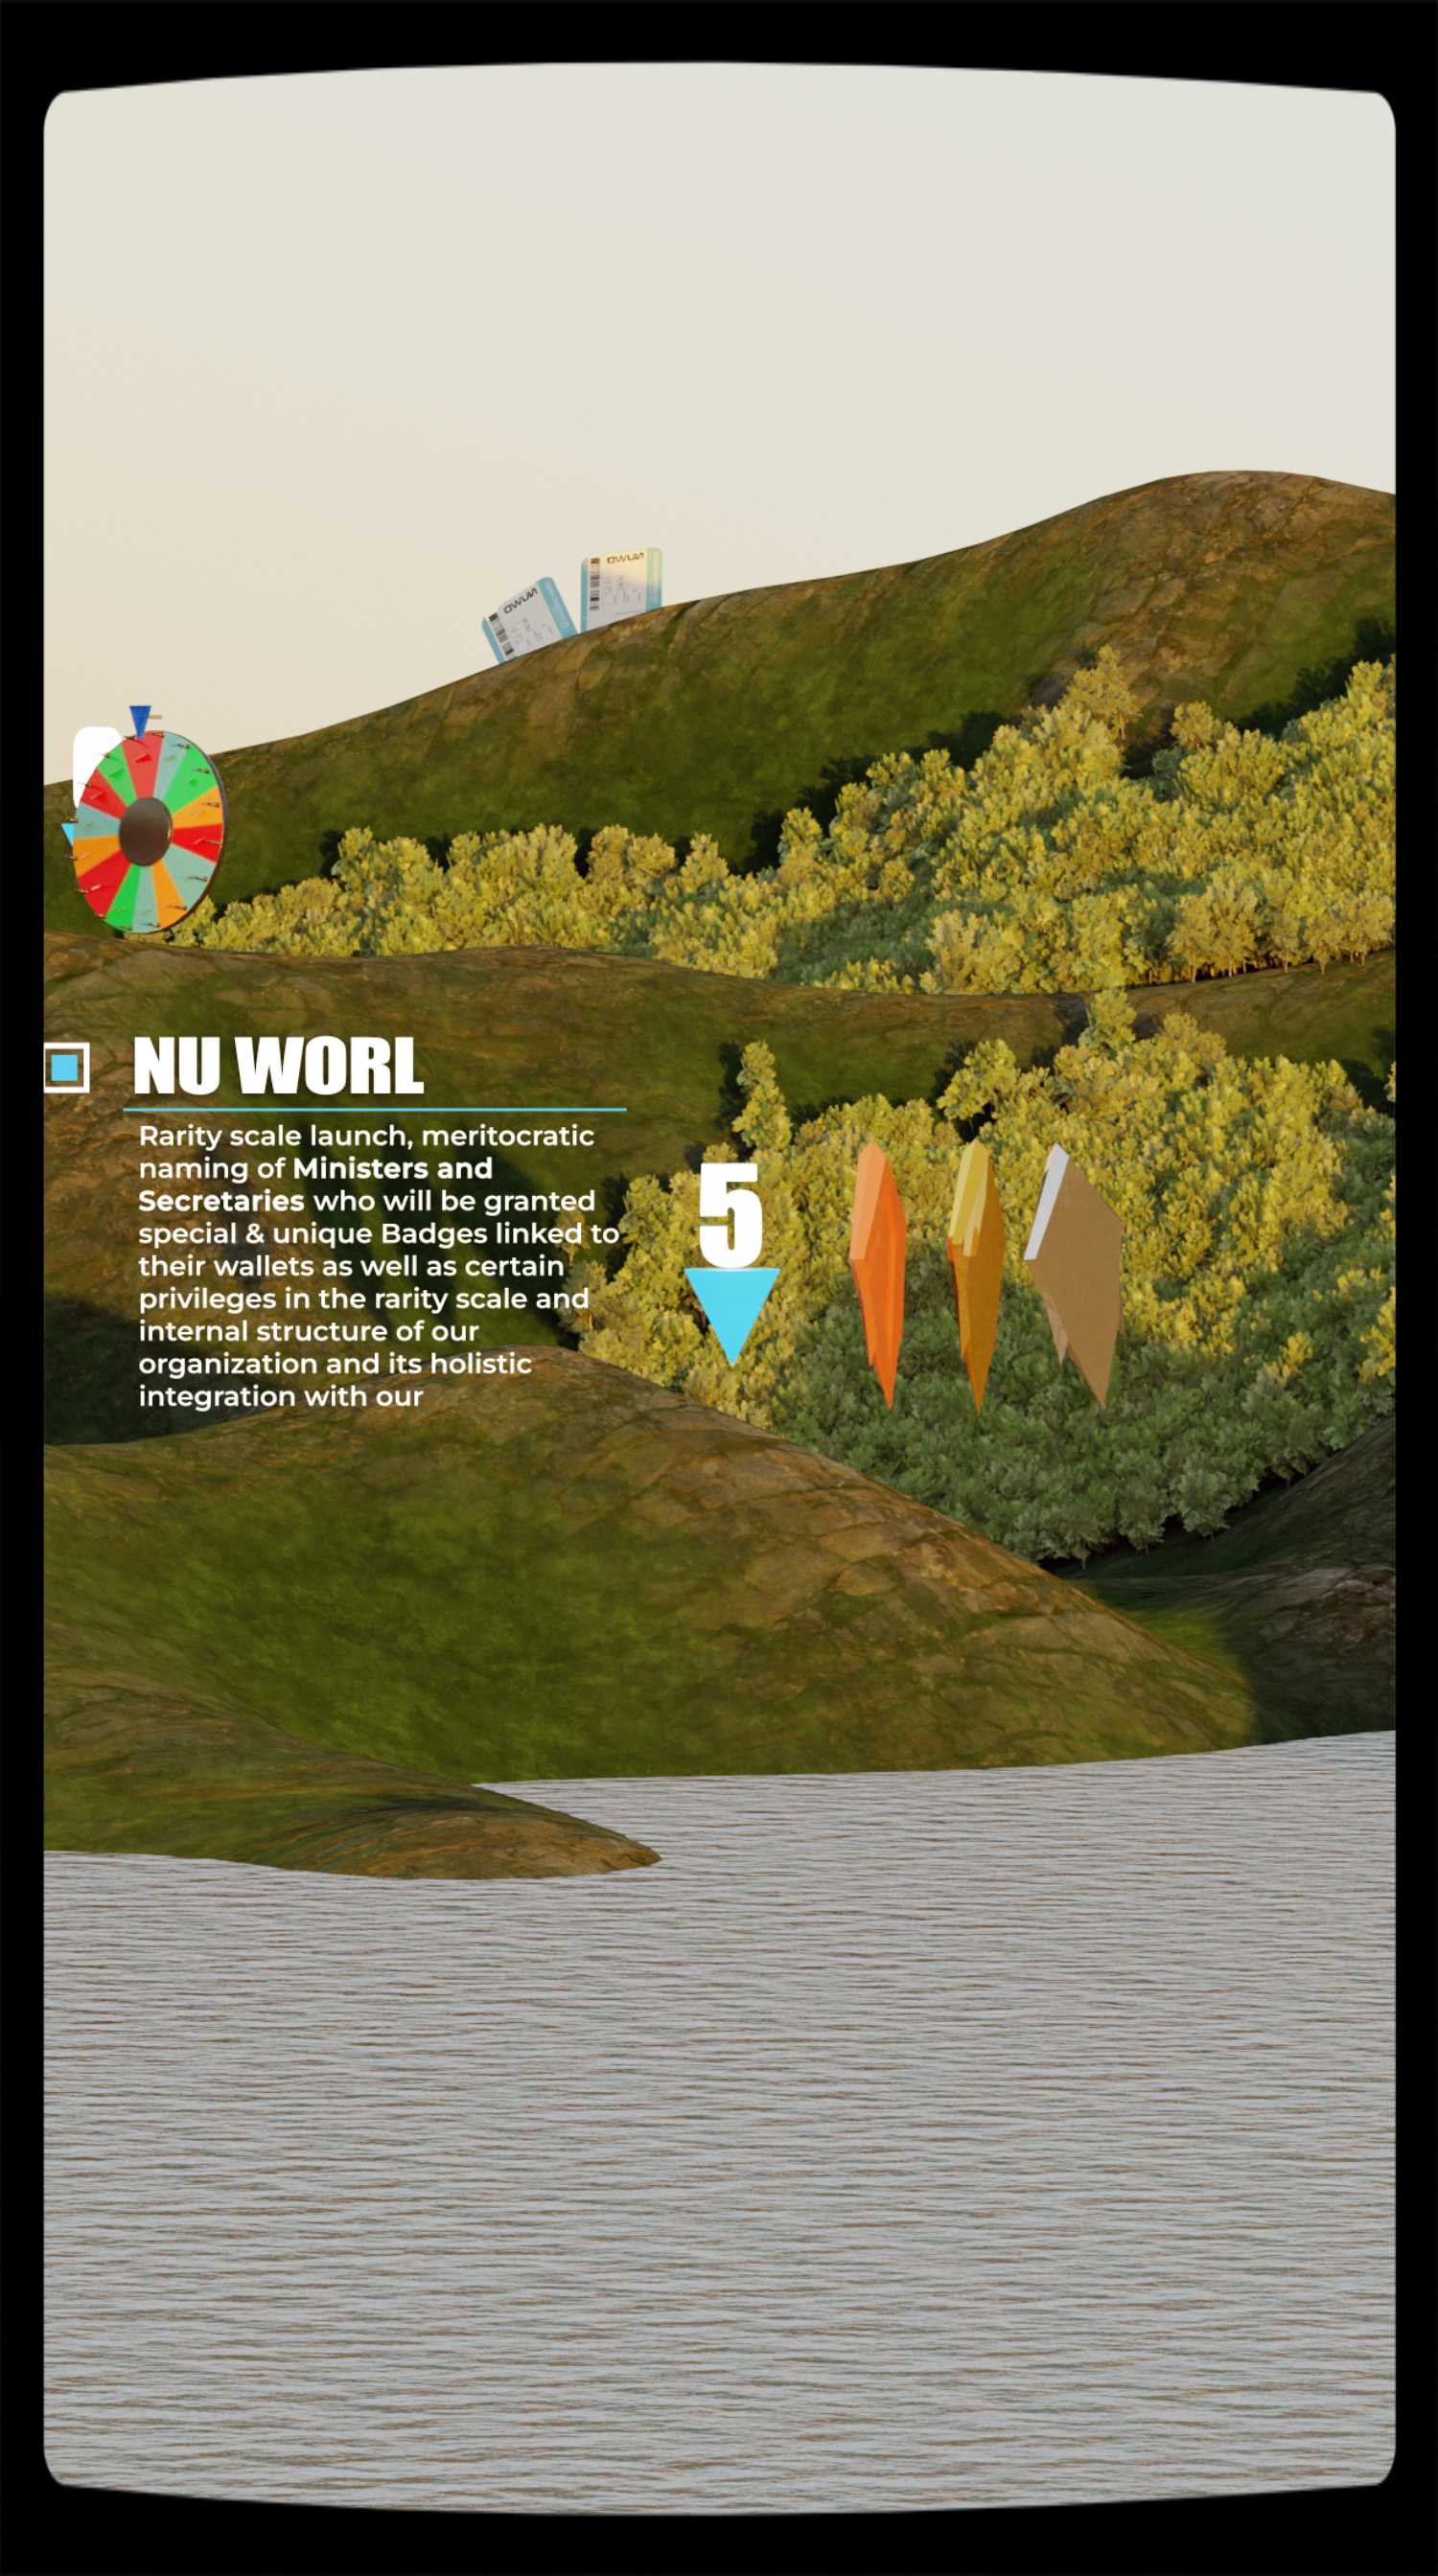 NU WORL
Rarity scale launch, meritocratic
naming of Ministers and
Secretaries who will be granted
special & unique Badges linked to
their wallets as well as certain
privileges in the rarity scale and
internal structure of our
organization and its holistic
integration with our
5